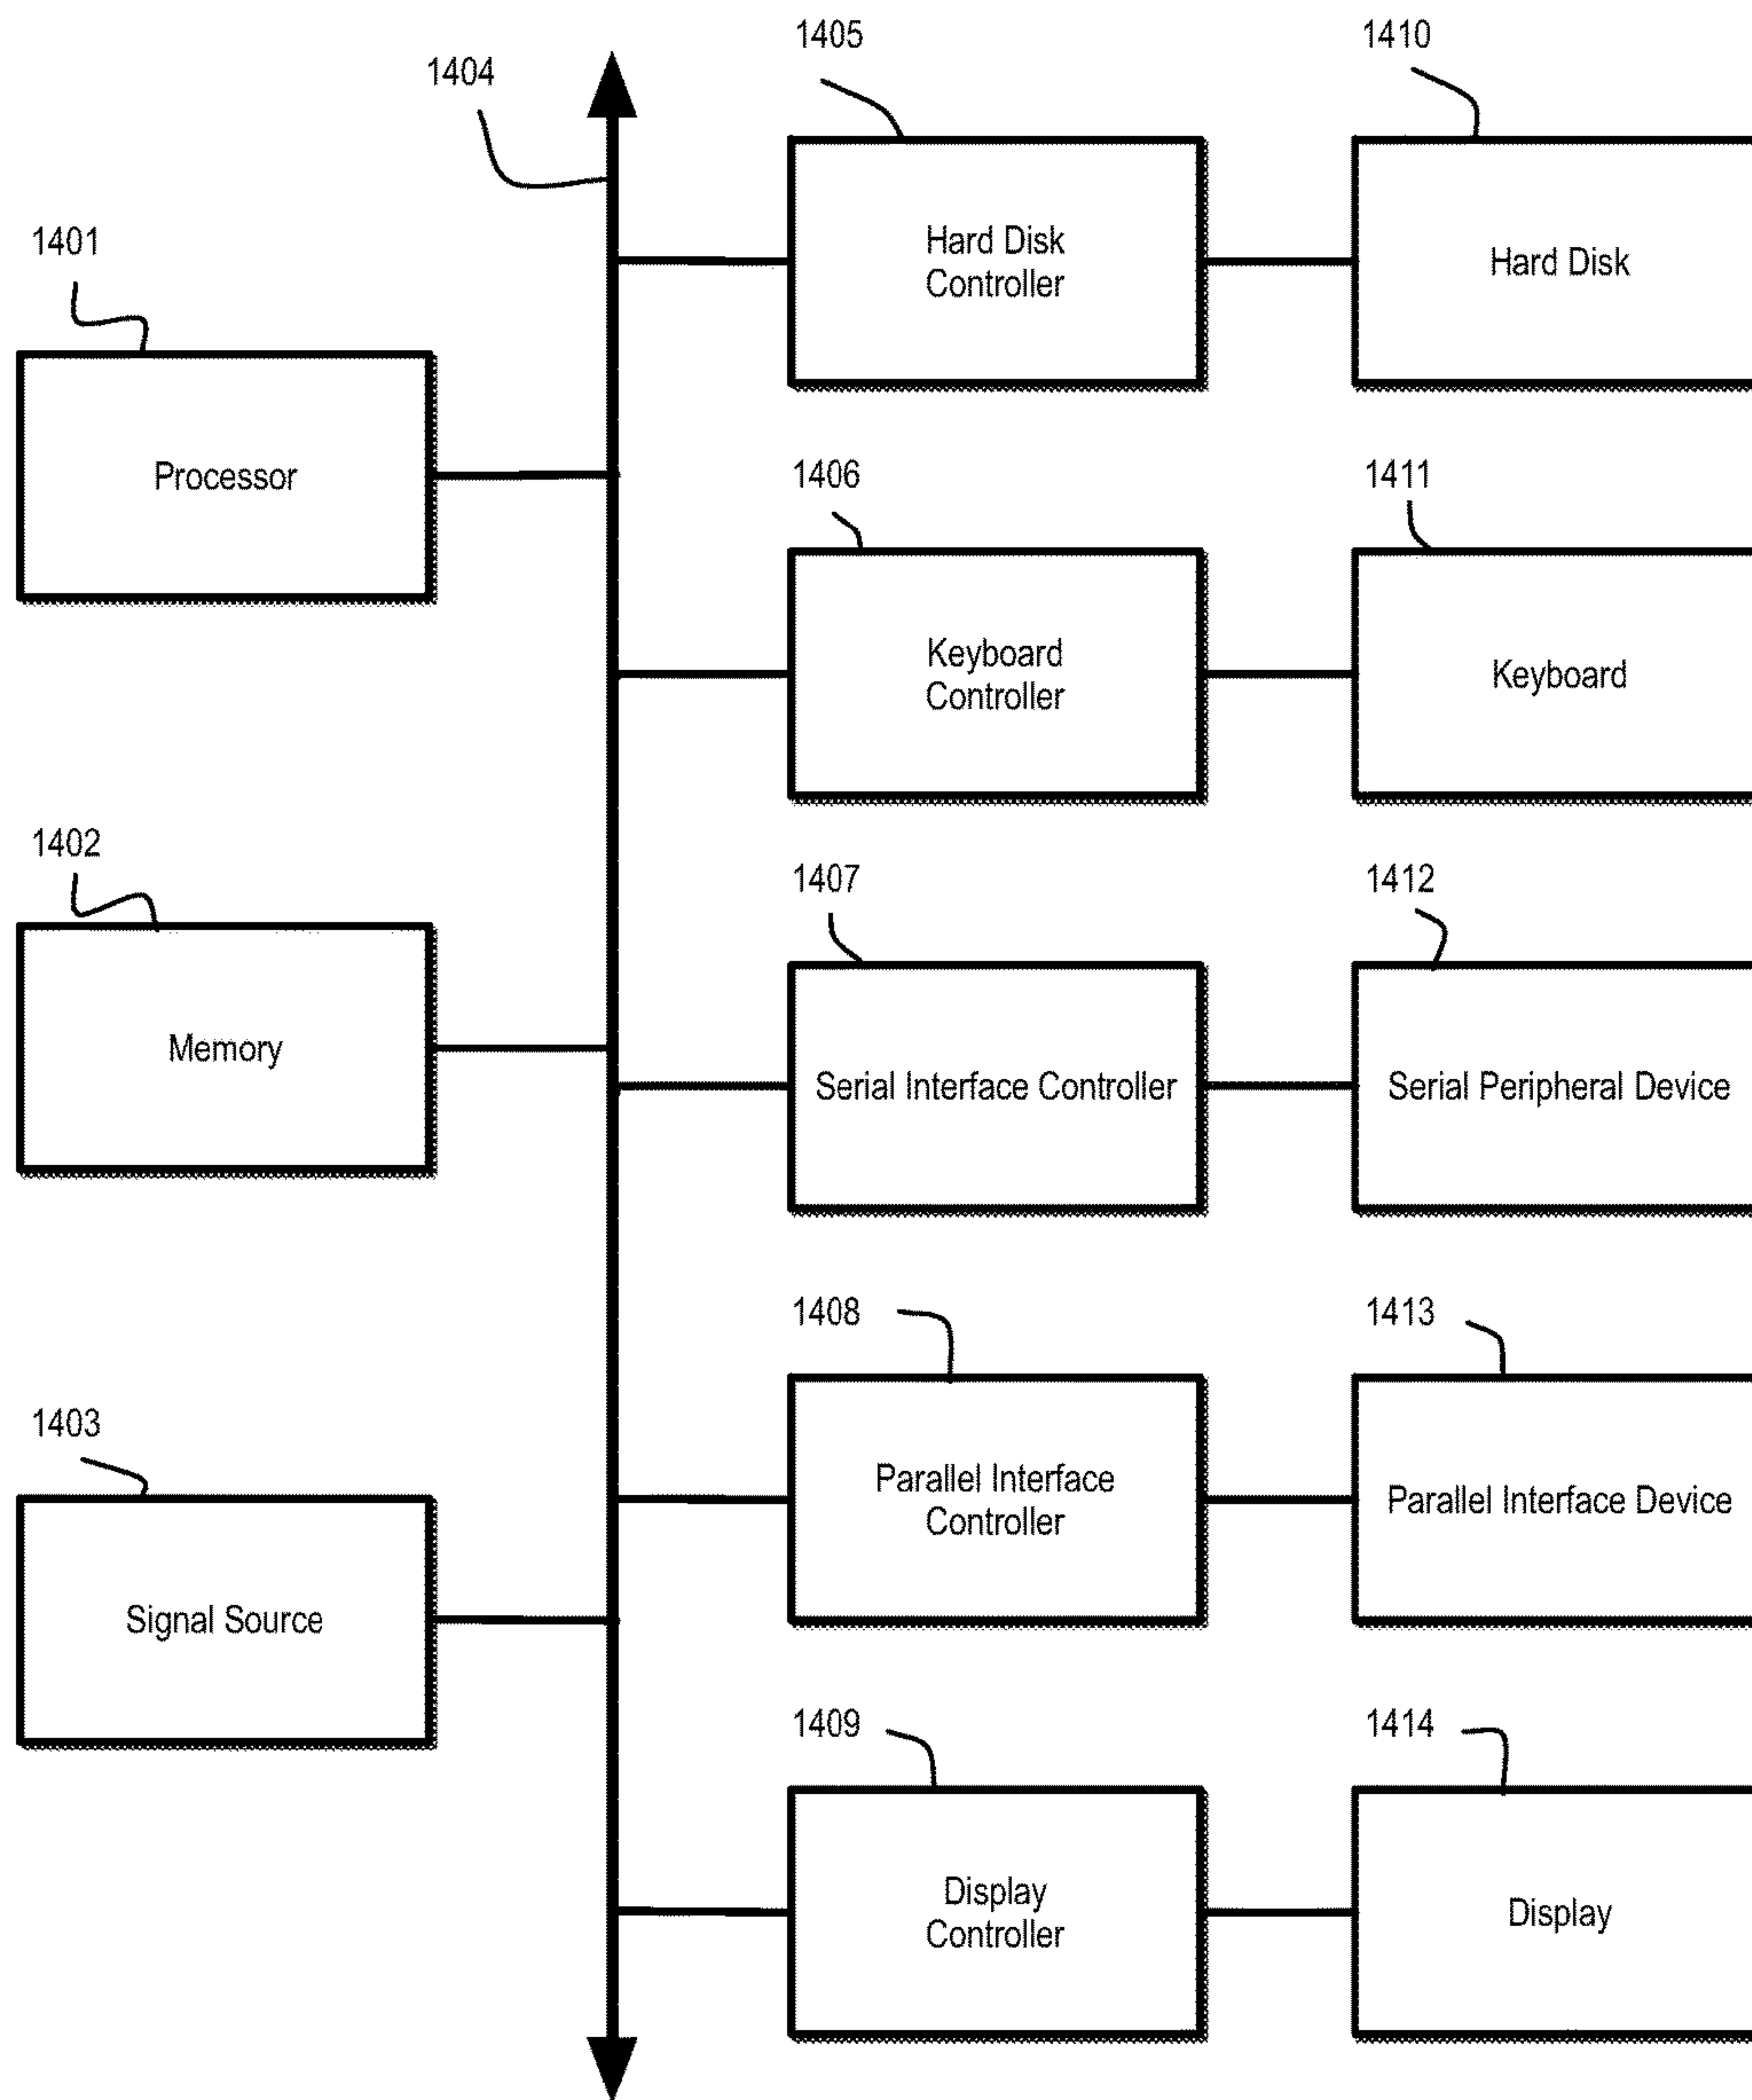 1404
1405
1410
1401
Hard Disk
Controller
Hard Disk
Processor
1406
1411
Keyboard
Controller
Keyboard
1402
1407
1412
Memory
Serial Interface Controller
Serial Peripheral Device
1408
1413
1403
Parallel Interface
Controller
Parallel Interface Device
Signal Source
1409
1414
Display
Controller
Display